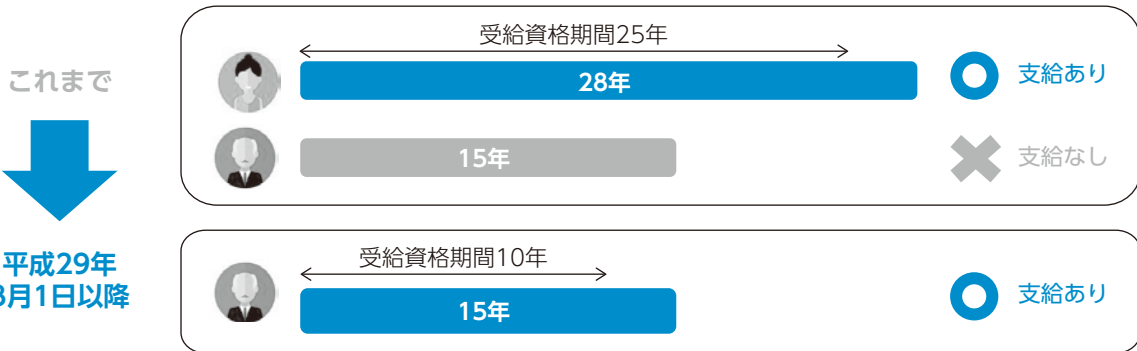 受給資格期間25年
これまで
28年
支給あり
15年
支給なし
平成29年
月1日以降
受給資格期間10年
15年
支給あり